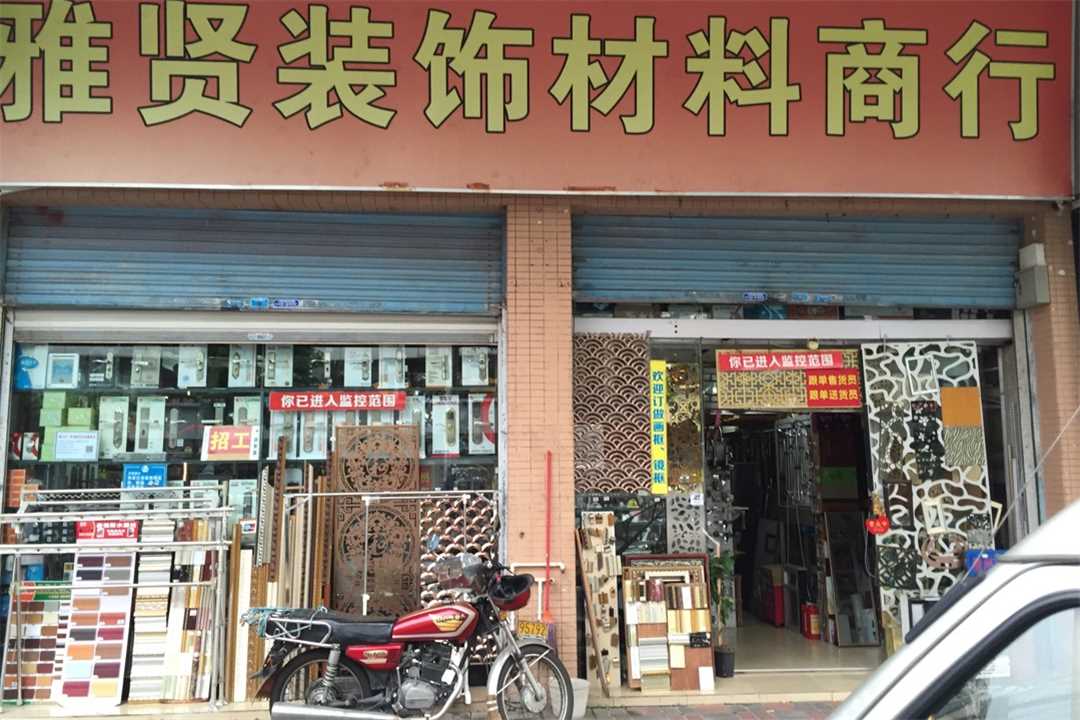 雅贤装饰材料商行
你已进入监控范围
你已进入监控范围
跟单售货员
跟单送货员
欢迎订做画框、镜框
招工
95792